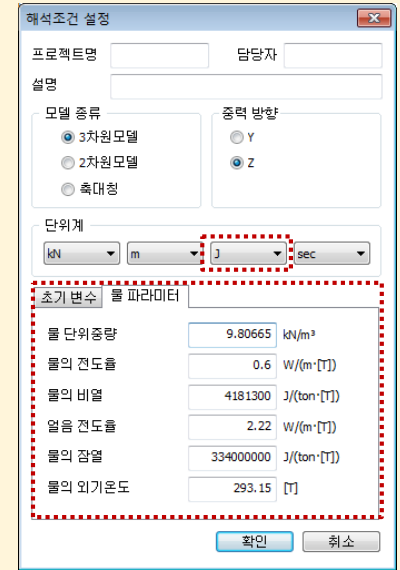 해석조건 설정
프로젝트명 담당자
설명
모델 종류 중력 방향
3차원모델 Y
2차원모델 Z
축대칭
단위계
kN m J sec
초기 변수 물 파라미터
물 단위중량 9.80665 kN/m³
물의 전도율 0.6 W/(m·[T])
물의 비열 4181300 J/(ton·[T])
얼음 전도율 2.22 W/(m·[T])
물의 잠열 334000000 J/(ton·[T])
물의 외기온도 293.15 [T]
확인 취소